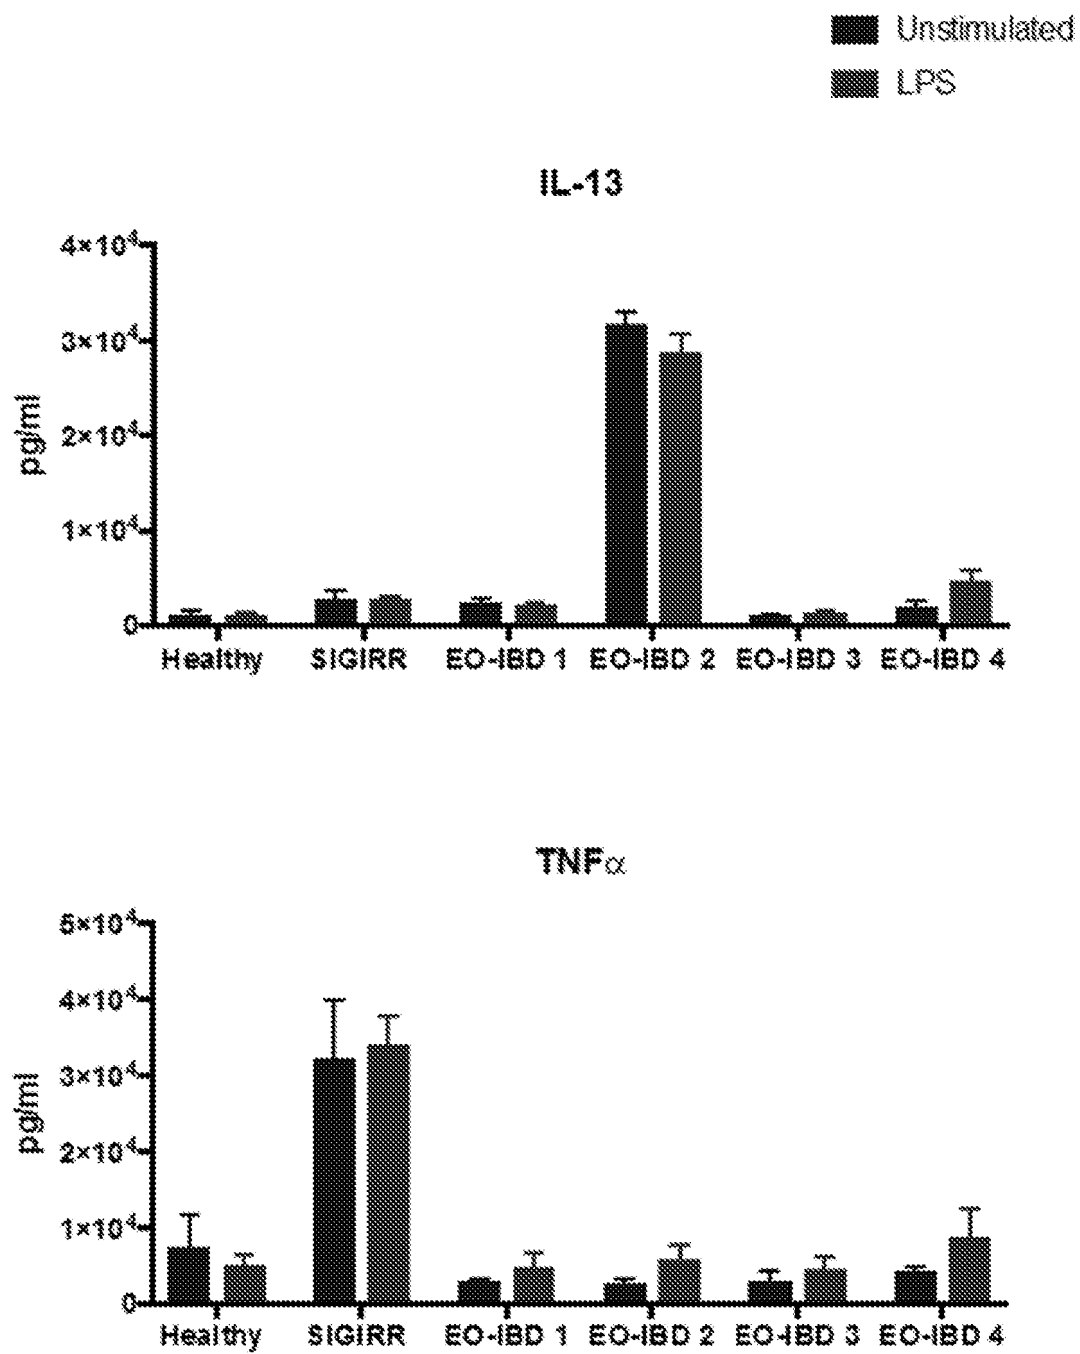 Unstimulated
LPS
IL-13
4×10⁴
3×10⁴
2×10⁴
1×10⁴
0
pg/ml
Healthy SIGIRR EO-IBD 1 EO-IBD 2 EO-IBD 3 EO-IBD 4
TNFα
5×10⁴
4×10⁴
3×10⁴
2×10⁴
1×10⁴
0
pg/ml
Healthy SIGIRR EO-IBD 1 EO-IBD 2 EO-IBD 3 EO-IBD 4